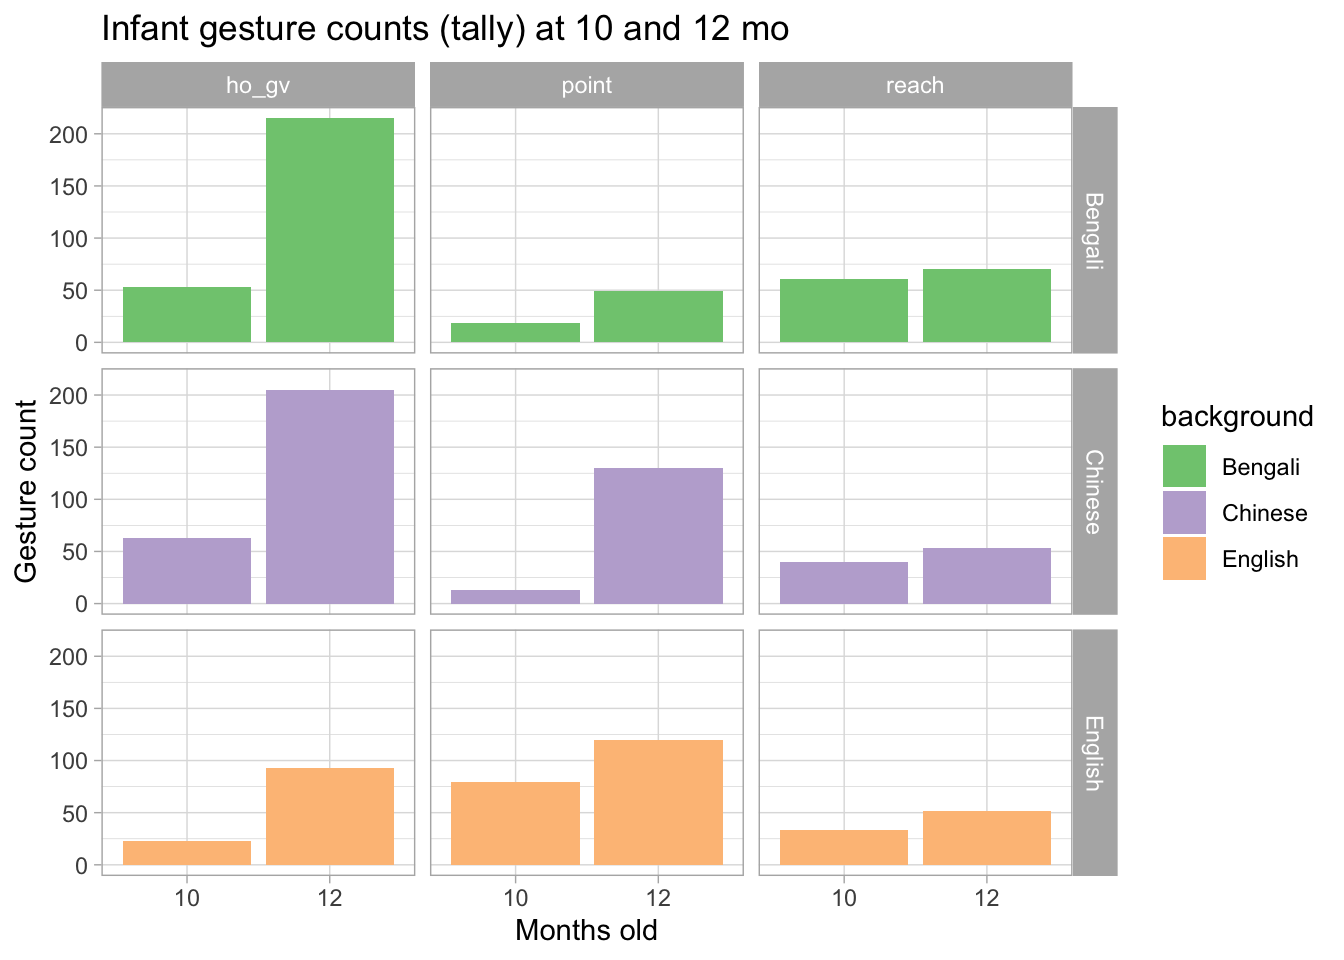 Infant gesture counts (tally) at 10 and 12 mo
ho_gv
point
reach
200
150
100
50
0
Bengali
200
150
100
50
0
Chinese
200
150
100
50
0
English
Gesture count
10
12
10
12
10
12
Months old
background
Bengali
Chinese
English